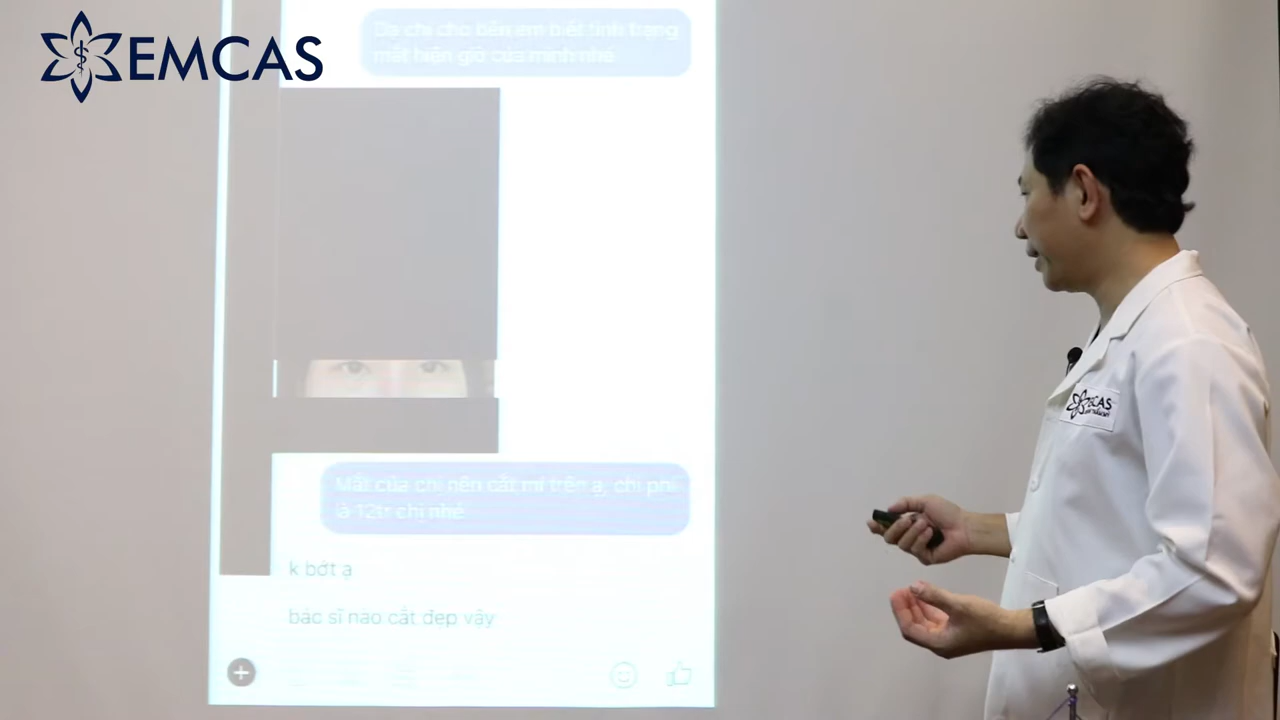 EMCAS
Dạ chị cho bên em biết tình trạng
mắt hiện giờ của mình nhé
Mắt của chị nên cắt mí trên ạ, chi phí
là 12tr chị nhé
k bớt ạ
bác sĩ nào cắt đẹp vậy
EMCAS